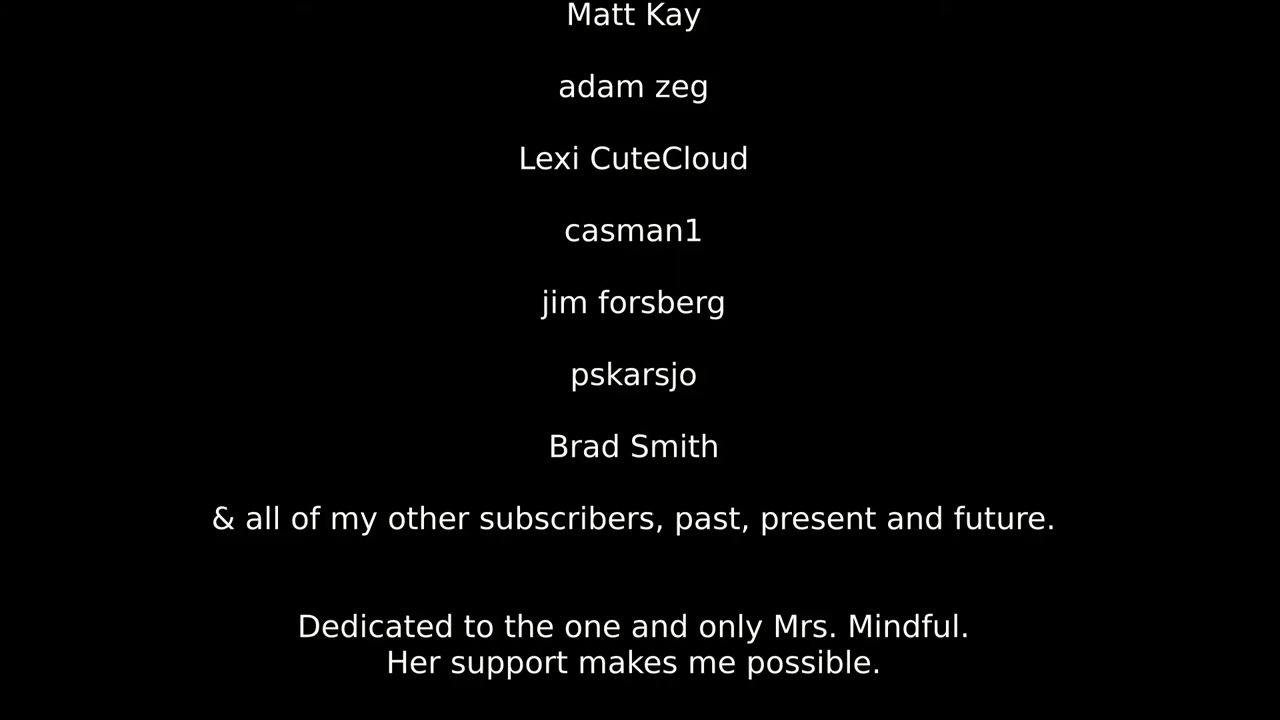 Matt Kay
adam zeg
Lexi CuteCloud
casman1
jim forsberg
pskarsjo
Brad Smith
& all of my other subscribers, past, present and future.
Dedicated to the one and only Mrs. Mindful.
Her support makes me possible.